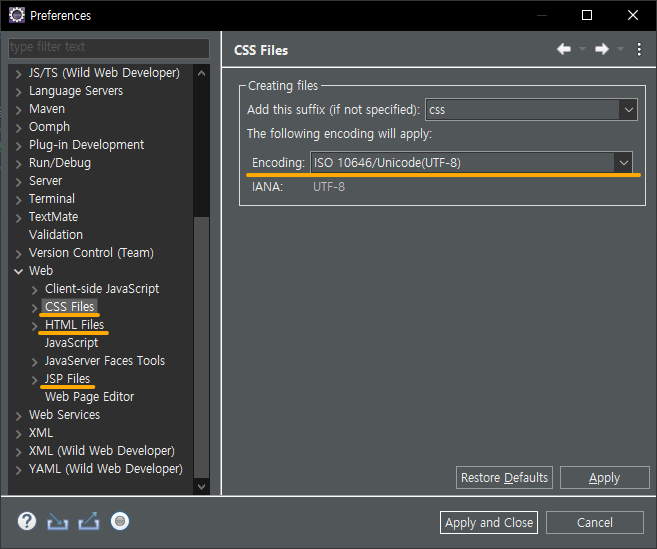 Preferences
type filter text
JS/TS (Wild Web Developer)
Language Servers
Maven
Oomph
Plug-in Development
Run/Debug
Server
Terminal
TextMate
Validation
Version Control (Team)
Web
Client-side JavaScript
CSS Files
HTML Files
JavaScript
JavaServer Faces Tools
JSP Files
Web Page Editor
Web Services
XML
XML (Wild Web Developer)
YAML (Wild Web Developer)
CSS Files
Creating files
Add this suffix (if not specified): css
The following encoding will apply:
Encoding: ISO 10646/Unicode(UTF-8)
IANA: UTF-8
Restore Defaults Apply
Apply and Close Cancel